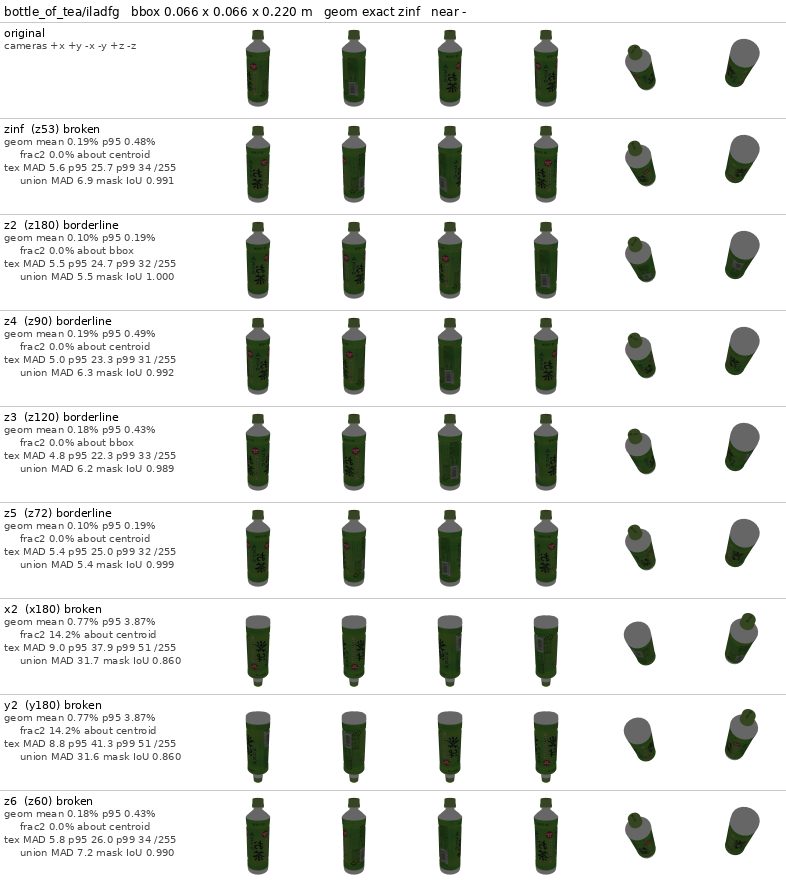 bottle_of_tea/iladfg bbox 0.066 x 0.066 x 0.220 m geom exact zinf near -
original
cameras +x +y -x -y +z -z
zinf (z53) broken
geom mean 0.19% p95 0.48%
frac2 0.0% about centroid
tex MAD 5.6 p95 25.7 p99 34 /255
union MAD 6.9 mask IoU 0.991
z2 (z180) borderline
geom mean 0.10% p95 0.19%
frac2 0.0% about bbox
tex MAD 5.5 p95 24.7 p99 32 /255
union MAD 5.5 mask IoU 1.000
z4 (z90) borderline
geom mean 0.19% p95 0.49%
frac2 0.0% about centroid
tex MAD 5.0 p95 23.3 p99 31 /255
union MAD 6.3 mask IoU 0.992
z3 (z120) borderline
geom mean 0.18% p95 0.43%
frac2 0.0% about bbox
tex MAD 4.8 p95 22.3 p99 33 /255
union MAD 6.2 mask IoU 0.989
z5 (z72) borderline
geom mean 0.10% p95 0.19%
frac2 0.0% about centroid
tex MAD 5.4 p95 25.0 p99 32 /255
union MAD 5.4 mask IoU 0.999
x2 (x180) broken
geom mean 0.77% p95 3.87%
frac2 14.2% about centroid
tex MAD 9.0 p95 37.9 p99 51 /255
union MAD 31.7 mask IoU 0.860
y2 (y180) broken
geom mean 0.77% p95 3.87%
frac2 14.2% about centroid
tex MAD 8.8 p95 41.3 p99 51 /255
union MAD 31.6 mask IoU 0.860
z6 (z60) broken
geom mean 0.18% p95 0.43%
frac2 0.0% about centroid
tex MAD 5.8 p95 26.0 p99 34 /255
union MAD 7.2 mask IoU 0.990